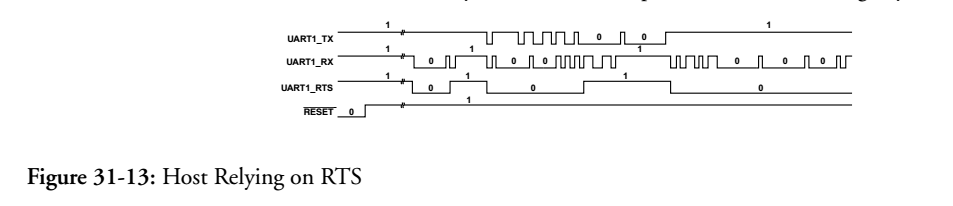 1 1
UART1_TX 0 0
1 1 1
UART1_RX 0 0 0 0 0 0
1 1 1
UART1_RTS 0 0 0
1
RESET 0
Figure 31-13: Host Relying on RTS